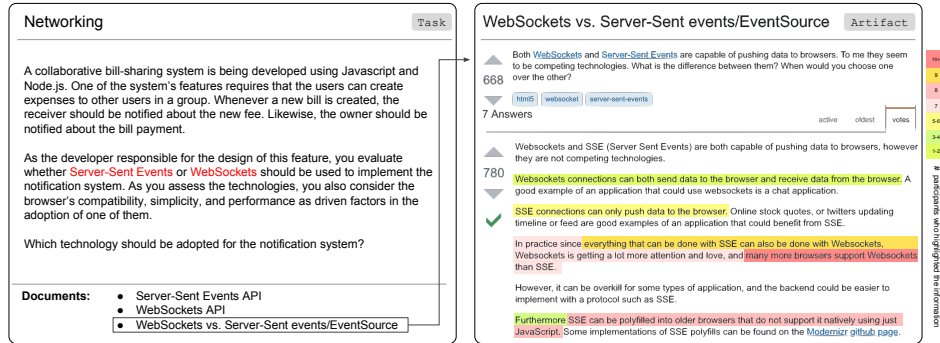 Networking
Task
A collaborative bill-sharing system is being developed using Javascript and
Node.js. One of the system's features requires that the users can create
expenses to other users in a group. Whenever a new bill is created, the
receiver should be notified about the new fee. Likewise, the owner should be
notified about the bill payment.
As the developer responsible for the design of this feature, you evaluate
whether Server-Sent Events or WebSockets should be used to implement the
notification system. As you assess the technologies, you also consider the
browser's compatibility, simplicity, and performance as driven factors in the
adoption of one of them.
Which technology should be adopted for the notification system?
Documents:
● Server-Sent Events API
● WebSockets API
● WebSockets vs. Server-Sent events/EventSource
WebSockets vs. Server-Sent events/EventSource
Artifact
Both WebSockets and Server-Sent Events are capable of pushing data to browsers. To me they seem
to be competing technologies. What is the difference between them? When would you choose one
over the other?
668
html5 websocket server-sent-events
7 Answers
active oldest votes
Websockets and SSE (Server Sent Events) are both capable of pushing data to browsers, however
they are not competing technologies.
780
Websockets connections can both send data to the browser and receive data from the browser. A
good example of an application that could use websockets is a chat application.
SSE connections can only push data to the browser. Online stock quotes, or twitters updating
timeline or feed are good examples of an application that could benefit from SSE.
In practice since everything that can be done with SSE can also be done with Websockets,
Websockets is getting a lot more attention and love, and many more browsers support Websockets
than SSE.
However, it can be overkill for some types of application, and the backend could be easier to
implement with a protocol such as SSE.
Furthermore SSE can be polyfilled into older browsers that do not support it natively using just
JavaScript. Some implementations of SSE polyfills can be found on the Modernizr github page.
10+
9
8
7
5-6
3-4
1-2
# participants who highlighted the information